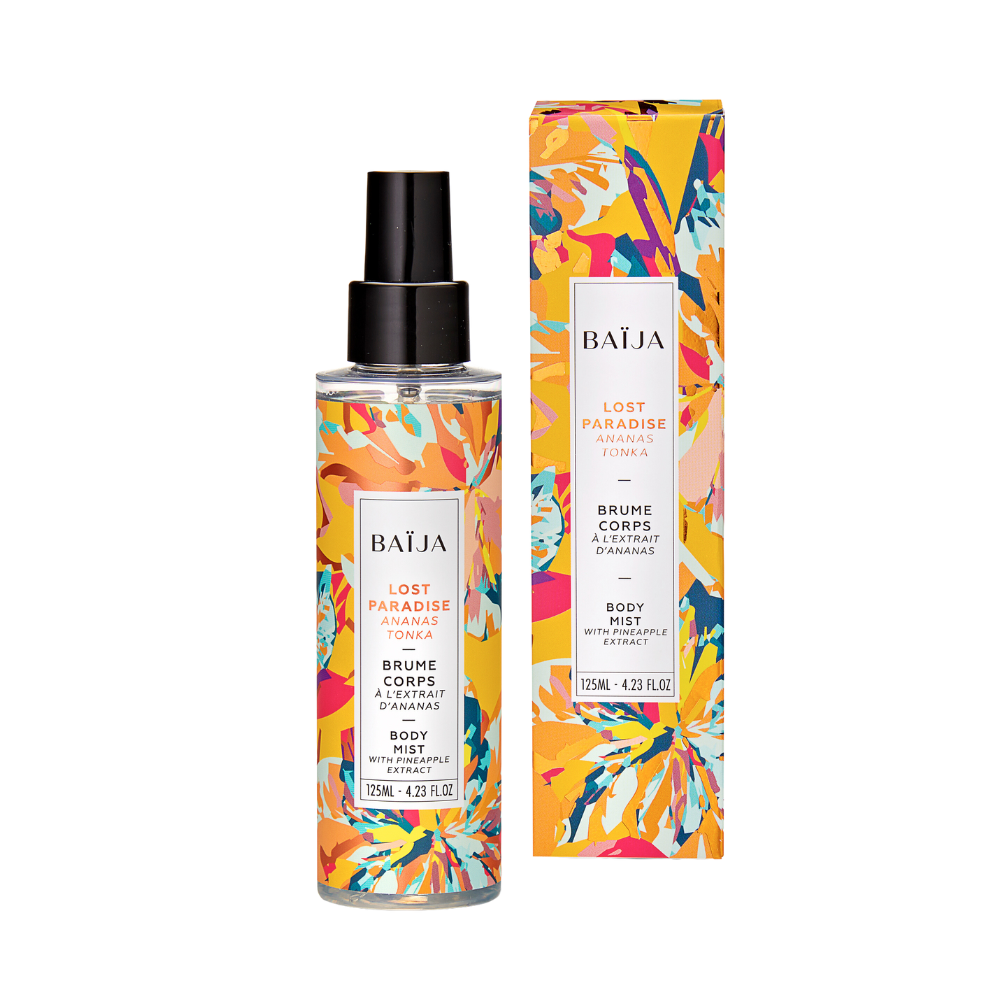 BAÏJA
LOST
PARADISE
ANANAS
TONKA
BRUME
CORPS
À L'EXTRAIT
D'ANANAS
BODY
MIST
WITH PINEAPPLE
EXTRACT
125ML - 4.23 FL.OZ
BAÏJA
LOST
PARADISE
ANANAS
TONKA
BRUME
CORPS
À L'EXTRAIT
D'ANANAS
BODY
MIST
WITH PINEAPPLE
EXTRACT
125ML - 4.23 FL.OZ